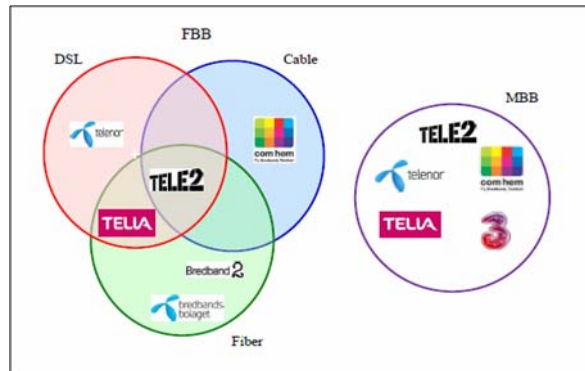 FBB
DSL
Cable
MBB
telenor
com hem
TELE2
TELIA
Bredband 2
bredbands-
bolaget
Fiber
TELE2
telenor
com hem
TELIA
3